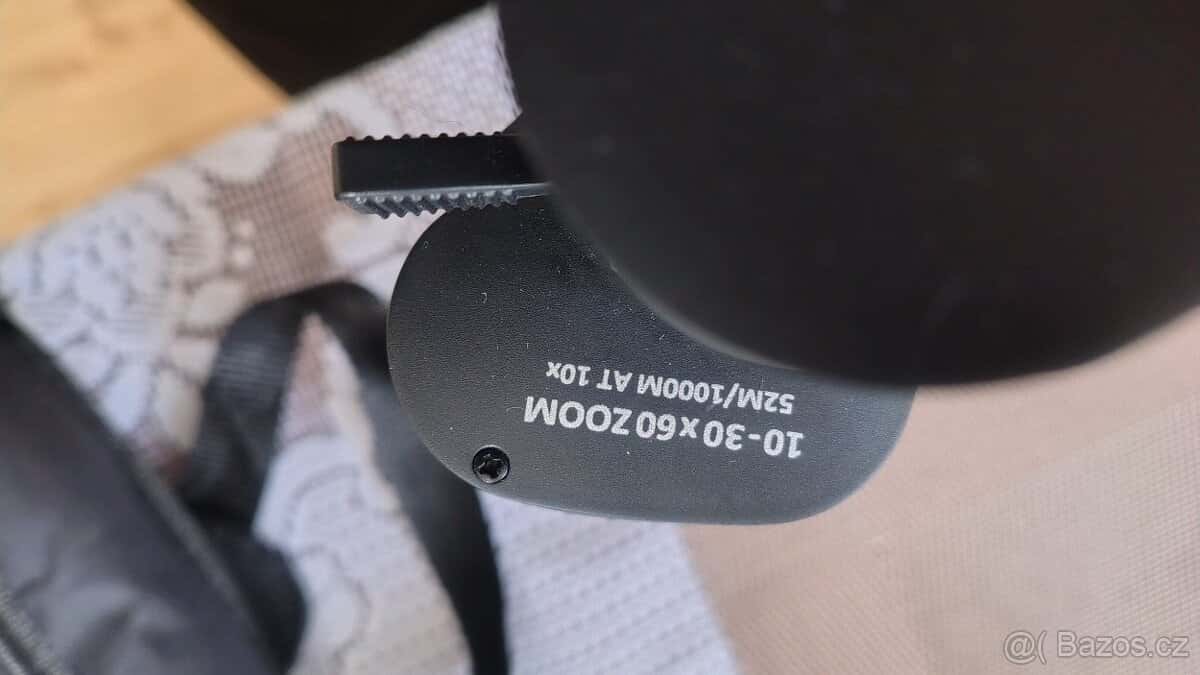 10-30x60 ZOOM
52M/1000M AT 10x
@( Bazos.cz